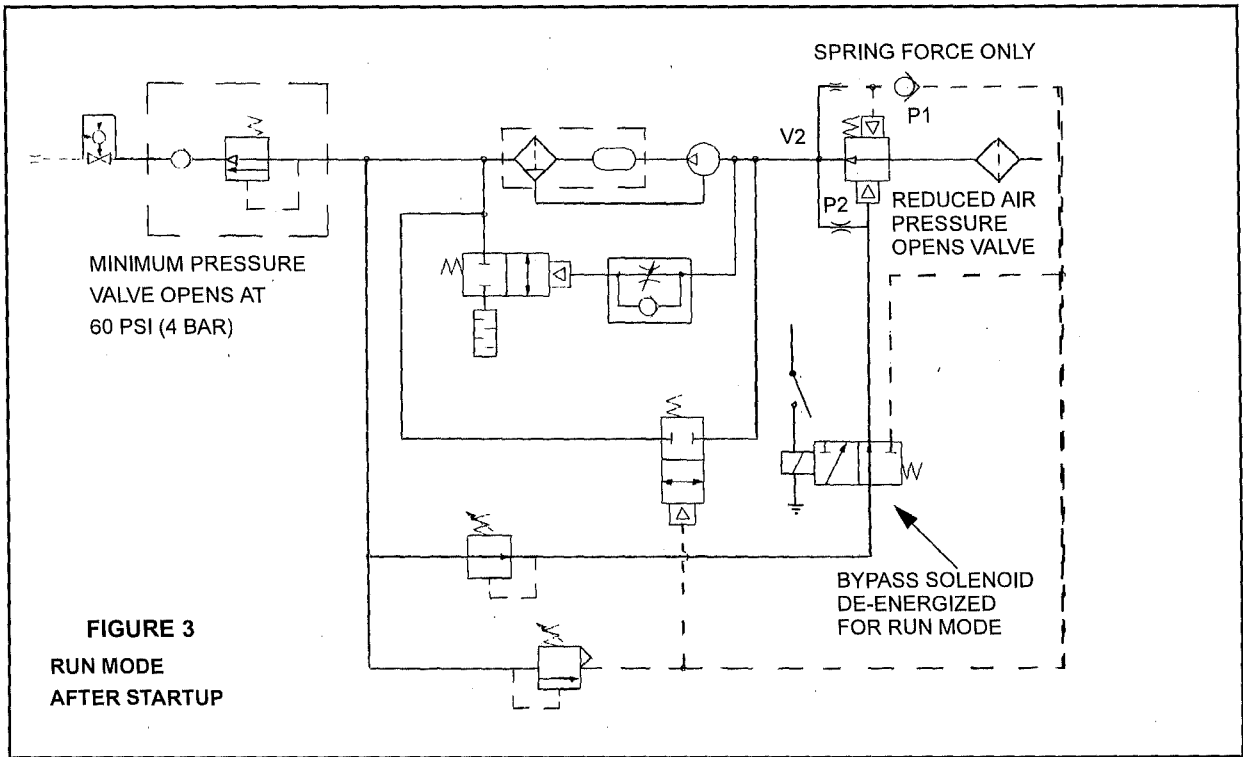 SPRING FORCE ONLY
P1
V2
P2
REDUCED AIR
PRESSURE
OPENS VALVE
MINIMUM PRESSURE
VALVE OPENS AT
60 PSI (4 BAR)
BYPASS SOLENOID
DE-ENERGIZED
FOR RUN MODE
FIGURE 3
RUN MODE
AFTER STARTUP